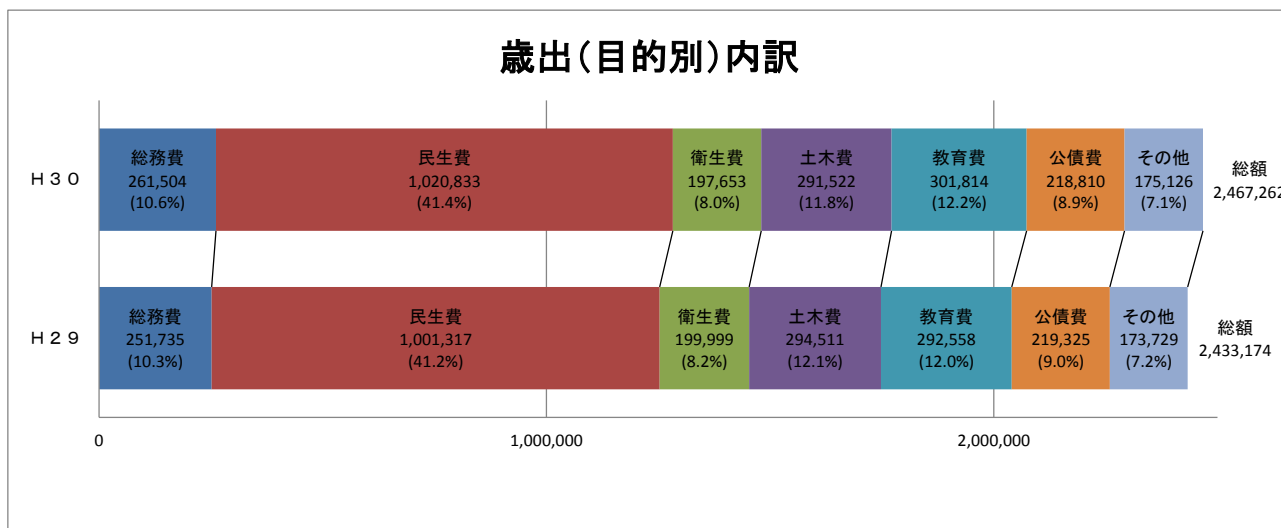 歳出（目的別）内訳
Ｈ３０
総務費
261,504
(10.6%)
民生費
1,020,833
(41.4%)
衛生費
197,653
(8.0%)
土木費
291,522
(11.8%)
教育費
301,814
(12.2%)
公債費
218,810
(8.9%)
その他
175,126
(7.1%)
総額
2,467,262
Ｈ２９
総務費
251,735
(10.3%)
民生費
1,001,317
(41.2%)
衛生費
199,999
(8.2%)
土木費
294,511
(12.1%)
教育費
292,558
(12.0%)
公債費
219,325
(9.0%)
その他
173,729
(7.2%)
総額
2,433,174
0
1,000,000
2,000,000